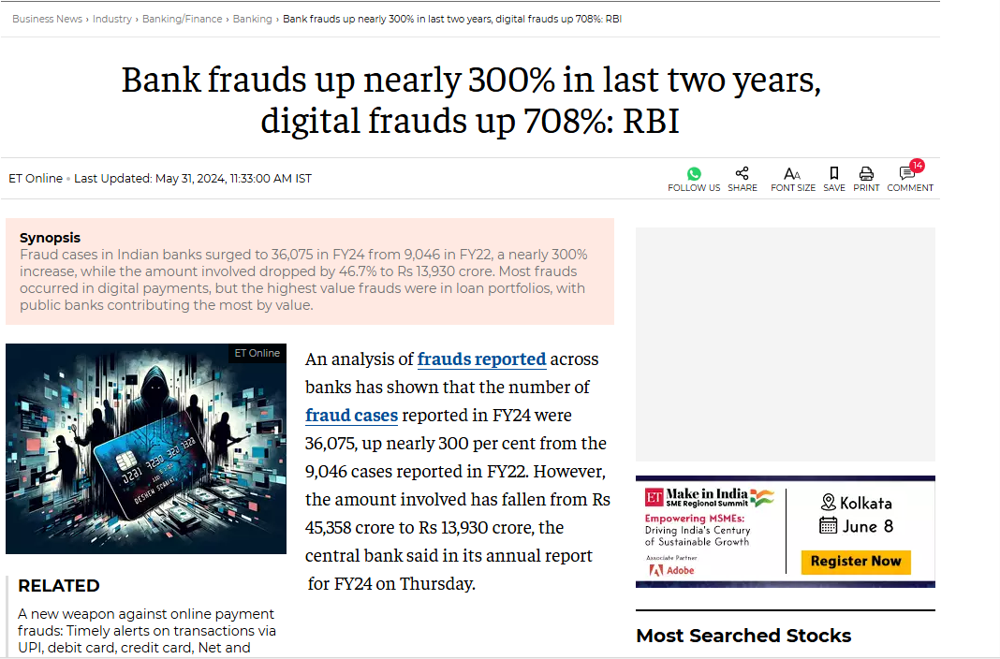 Business News › Industry › Banking/Finance › Banking › Bank frauds up nearly 300% in last two years, digital frauds up 708%: RBI
Bank frauds up nearly 300% in last two years,
digital frauds up 708%: RBI
ET Online • Last Updated: May 31, 2024, 11:33:00 AM IST
14
FOLLOW US SHARE AA FONT SIZE SAVE PRINT COMMENT
Synopsis
Fraud cases in Indian banks surged to 36,075 in FY24 from 9,046 in FY22, a nearly 300%
increase, while the amount involved dropped by 46.7% to Rs 13,930 crore. Most frauds
occurred in digital payments, but the highest value frauds were in loan portfolios, with
public banks contributing the most by value.
ET Online
An analysis of frauds reported across
banks has shown that the number of
fraud cases reported in FY24 were
36,075, up nearly 300 per cent from the
9,046 cases reported in FY22. However,
the amount involved has fallen from Rs
45,358 crore to Rs 13,930 crore, the
central bank said in its annual report
for FY24 on Thursday.
RELATED
A new weapon against online payment
frauds: Timely alerts on transactions via
UPI, debit card, credit card, Net and
ET Make in India
SME Regional Summit
Empowering MSMEs:
Driving India's Century
of Sustainable Growth
Associate Partner
Adobe
Kolkata
June 8
Register Now
Most Searched Stocks